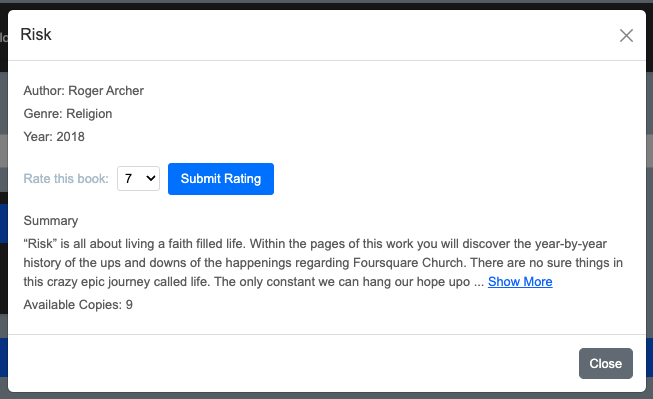 Risk
Author: Roger Archer
Genre: Religion
Year: 2018
Rate this book: 7 Submit Rating
Summary
“Risk” is all about living a faith filled life. Within the pages of this work you will discover the year-by-year
history of the ups and downs of the happenings regarding Foursquare Church. There are no sure things in
this crazy epic journey called life. The only constant we can hang our hope upo ... Show More
Available Copies: 9
Close